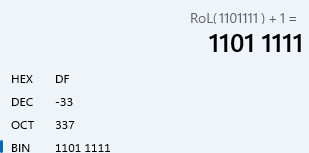 RoL( 1101111 ) + 1 =
1101 1111
HEX DF
DEC -33
OCT 337
BIN 1101 1111